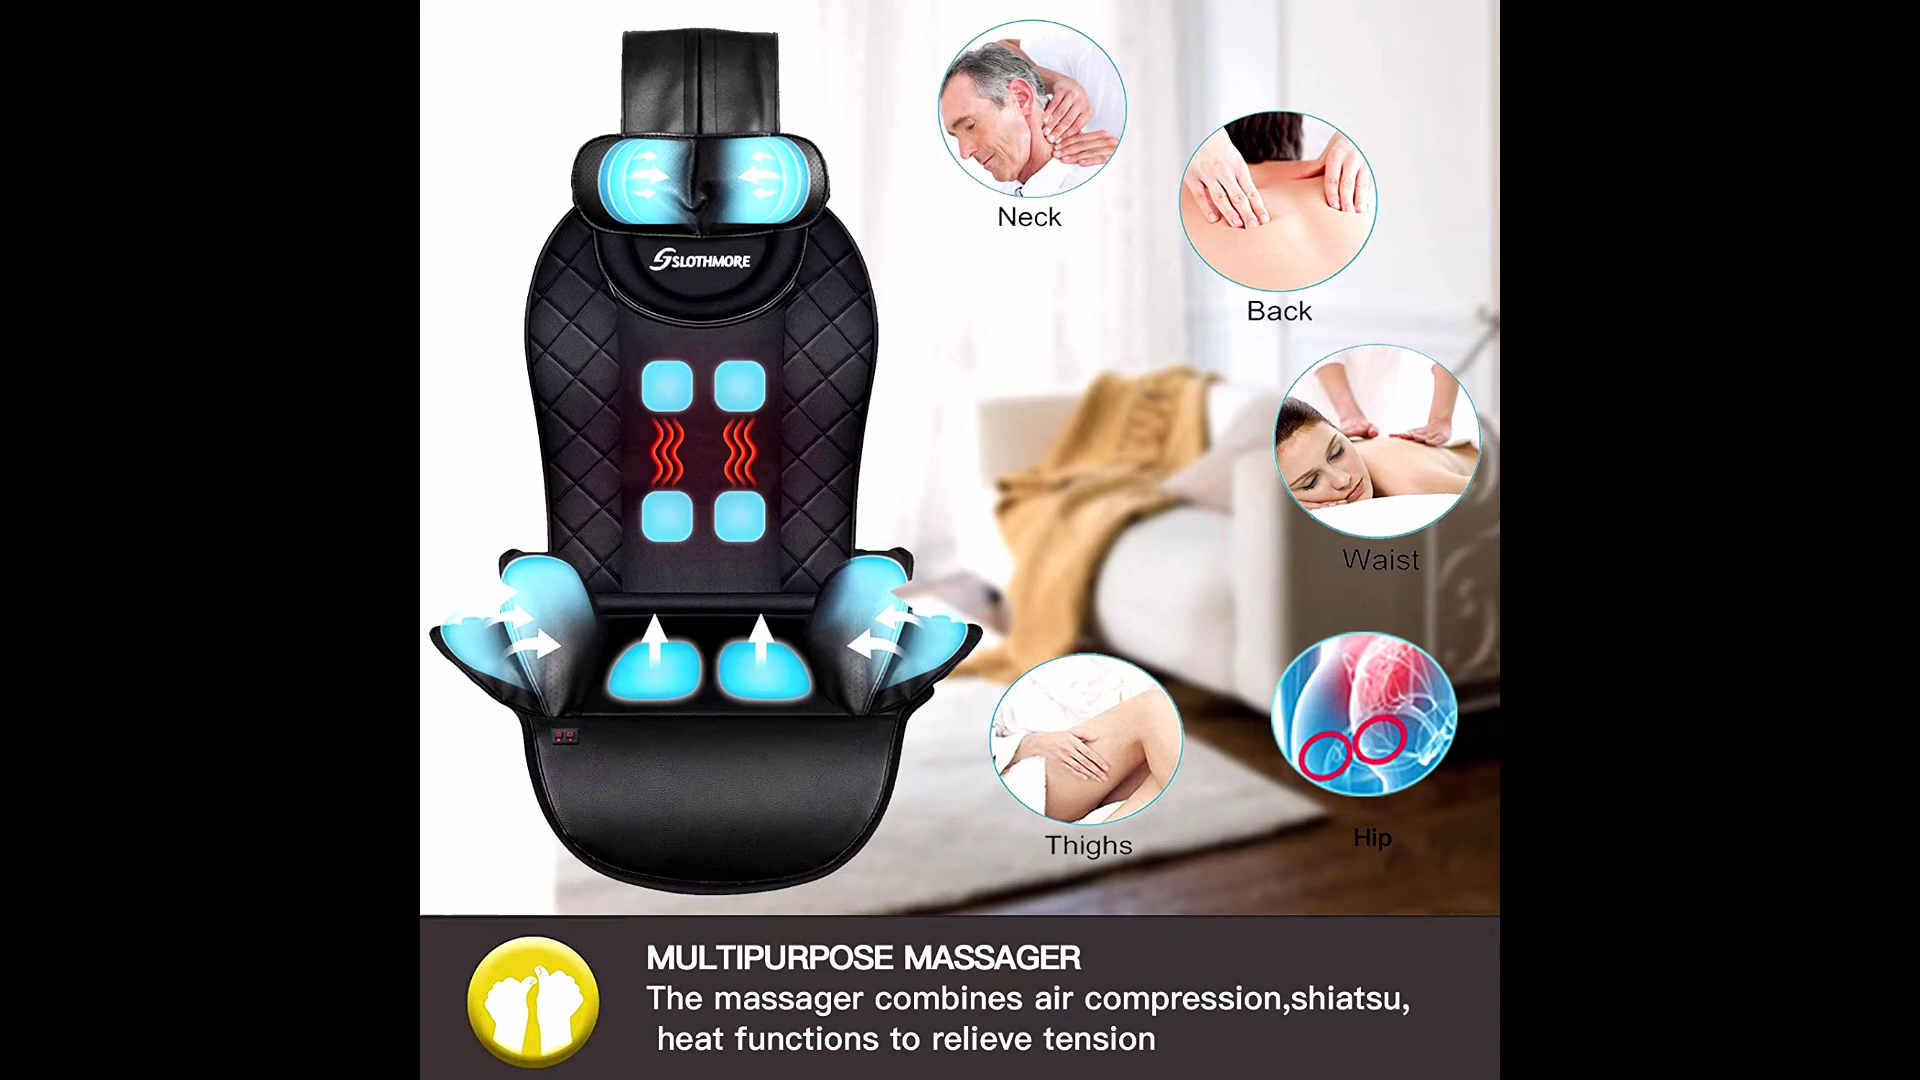 SLOTHMORE
Neck
Back
Waist
Thighs
Hip
MULTIPURPOSE MASSAGER
The massager combines air compression,shiatsu,
heat functions to relieve tension